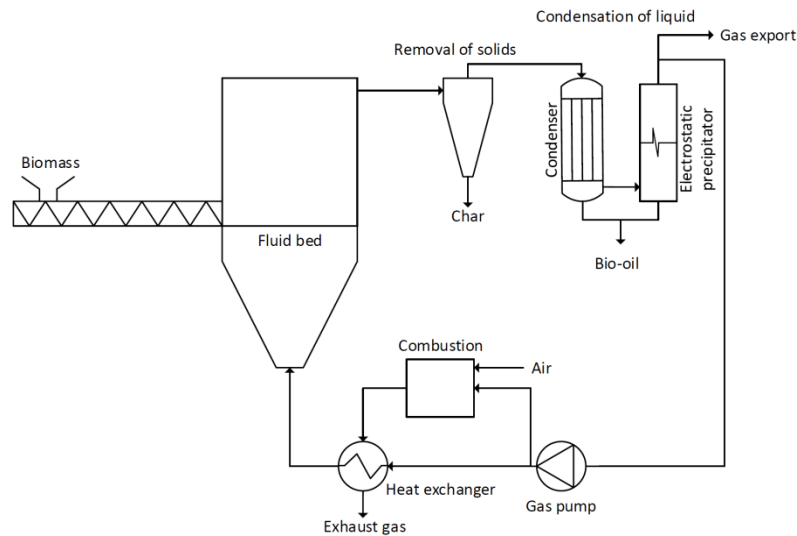 Condensation of liquid
Gas export
Removal of solids
Condenser
Electrostatic
precipitator
Biomass
Char
Fluid bed
Bio-oil
Combustion
Air
Heat exchanger
Gas pump
Exhaust gas